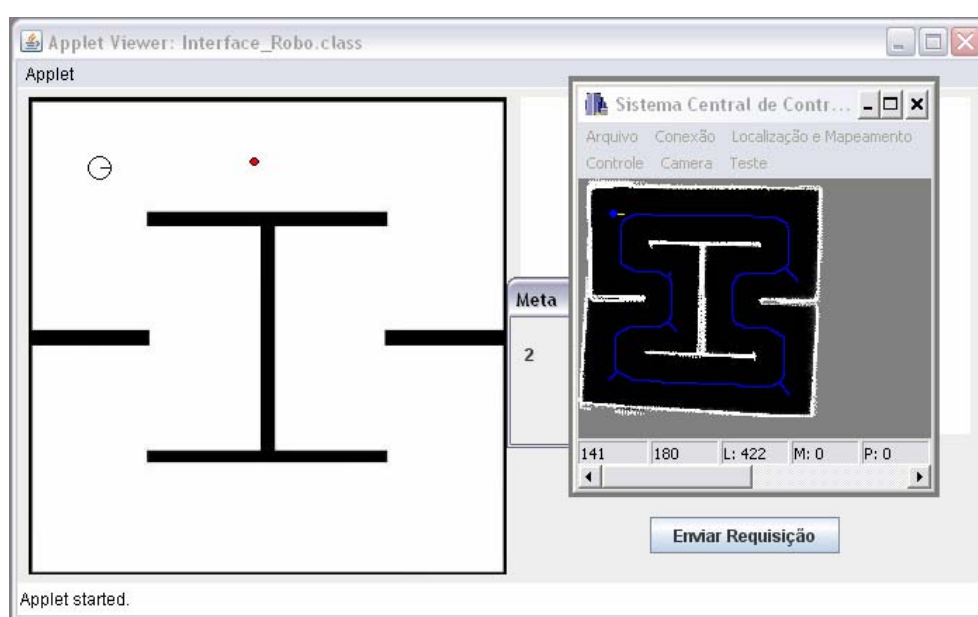 Applet Viewer: Interface_Robo.class
Applet
Sistema Central de Contr...
Arquivo Conexão Localização e Mapeamento
Controle Camera Teste
Meta
2
141 180 L: 422 M: 0 P: 0
Enviar Requisição
Applet started.